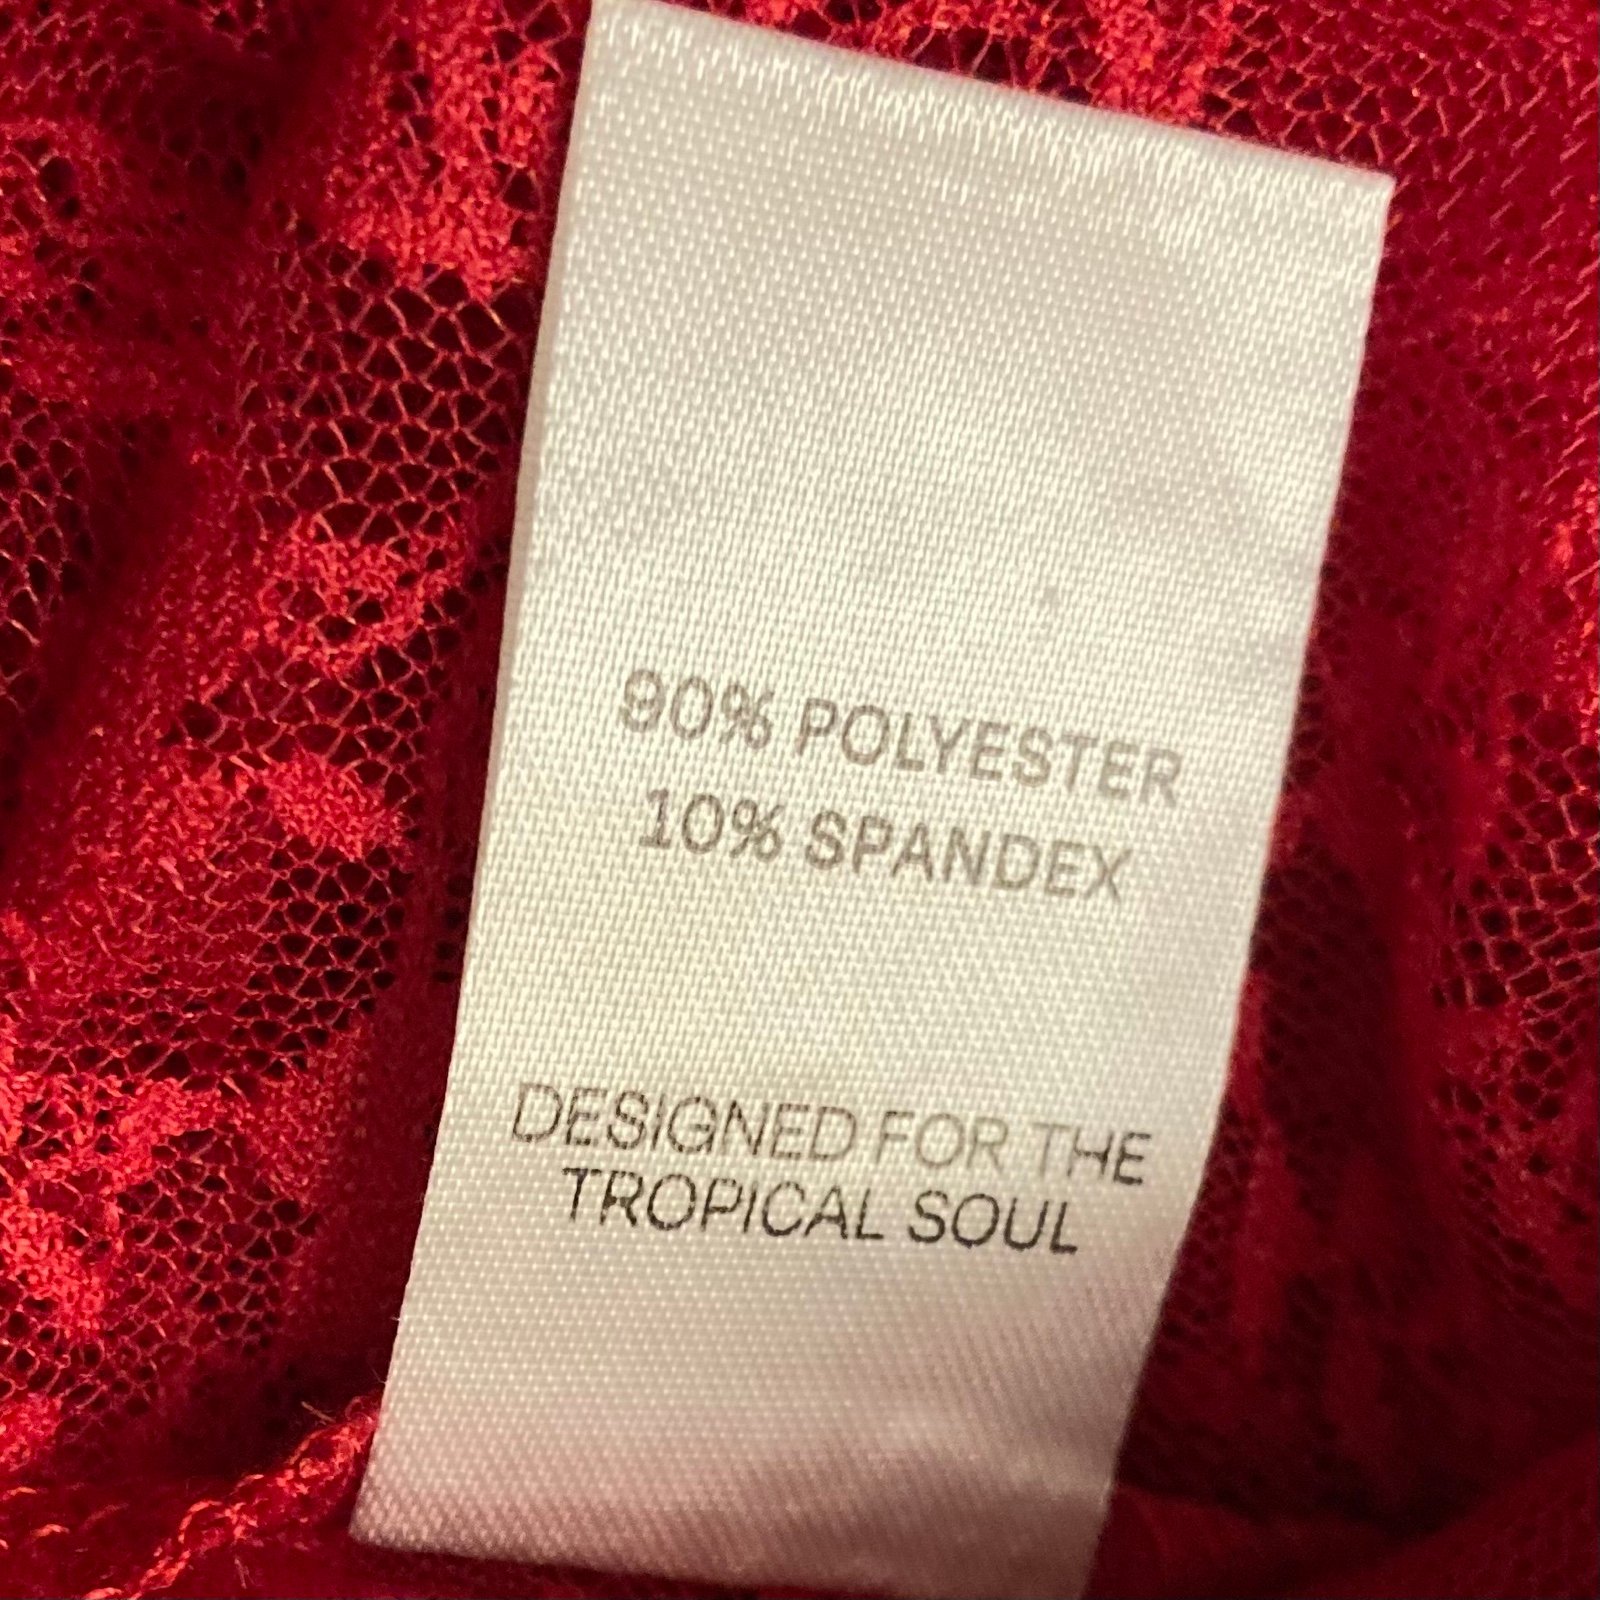 90% POLYESTER
10% SPANDEX
DESIGNED FOR THE
TROPICAL SOUL